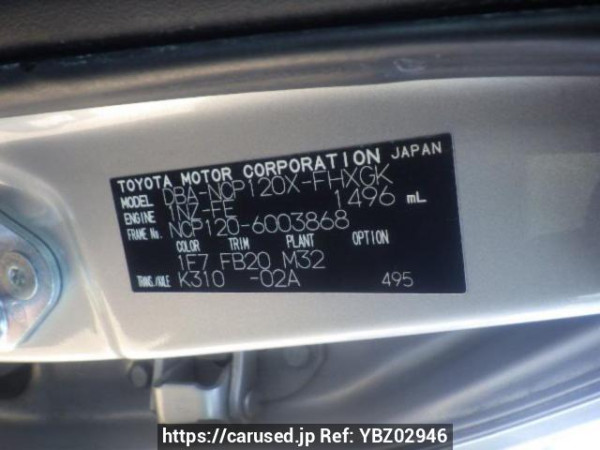 TOYOTA MOTOR CORPORATION JAPAN
MODEL DBA-NCP120X-FHXGK
ENGINE 1NZ-FE 1496 mL
FRAME No. NCP120-6003868
COLOR TRIM PLANT OPTION
1F7 FB20 M32
TRANS./AXLE K310 -02A 495
https://carused.jp Ref: YBZ02946